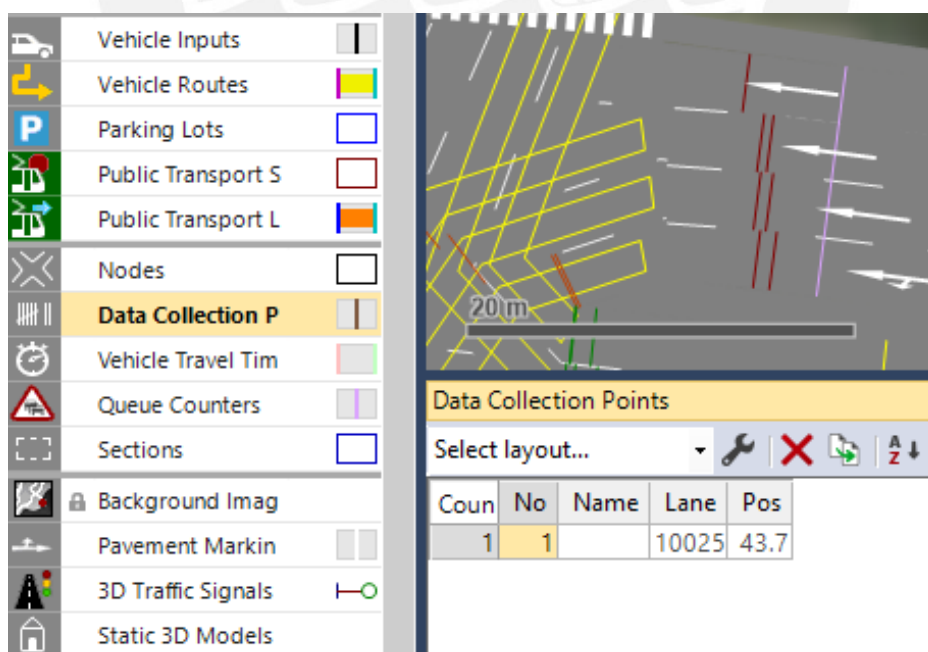 Vehicle Inputs
Vehicle Routes
P
Parking Lots
Public Transport S
Public Transport L
Nodes
Data Collection P
Vehicle Travel Tim
Queue Counters
Sections
Background Imag
Pavement Markin
3D Traffic Signals
Static 3D Models
20 m
Data Collection Points
Select layout...
A
Z
Coun No Name Lane Pos
1 1 10025 43.7